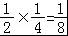 1/2 × 1/4 = 1/8